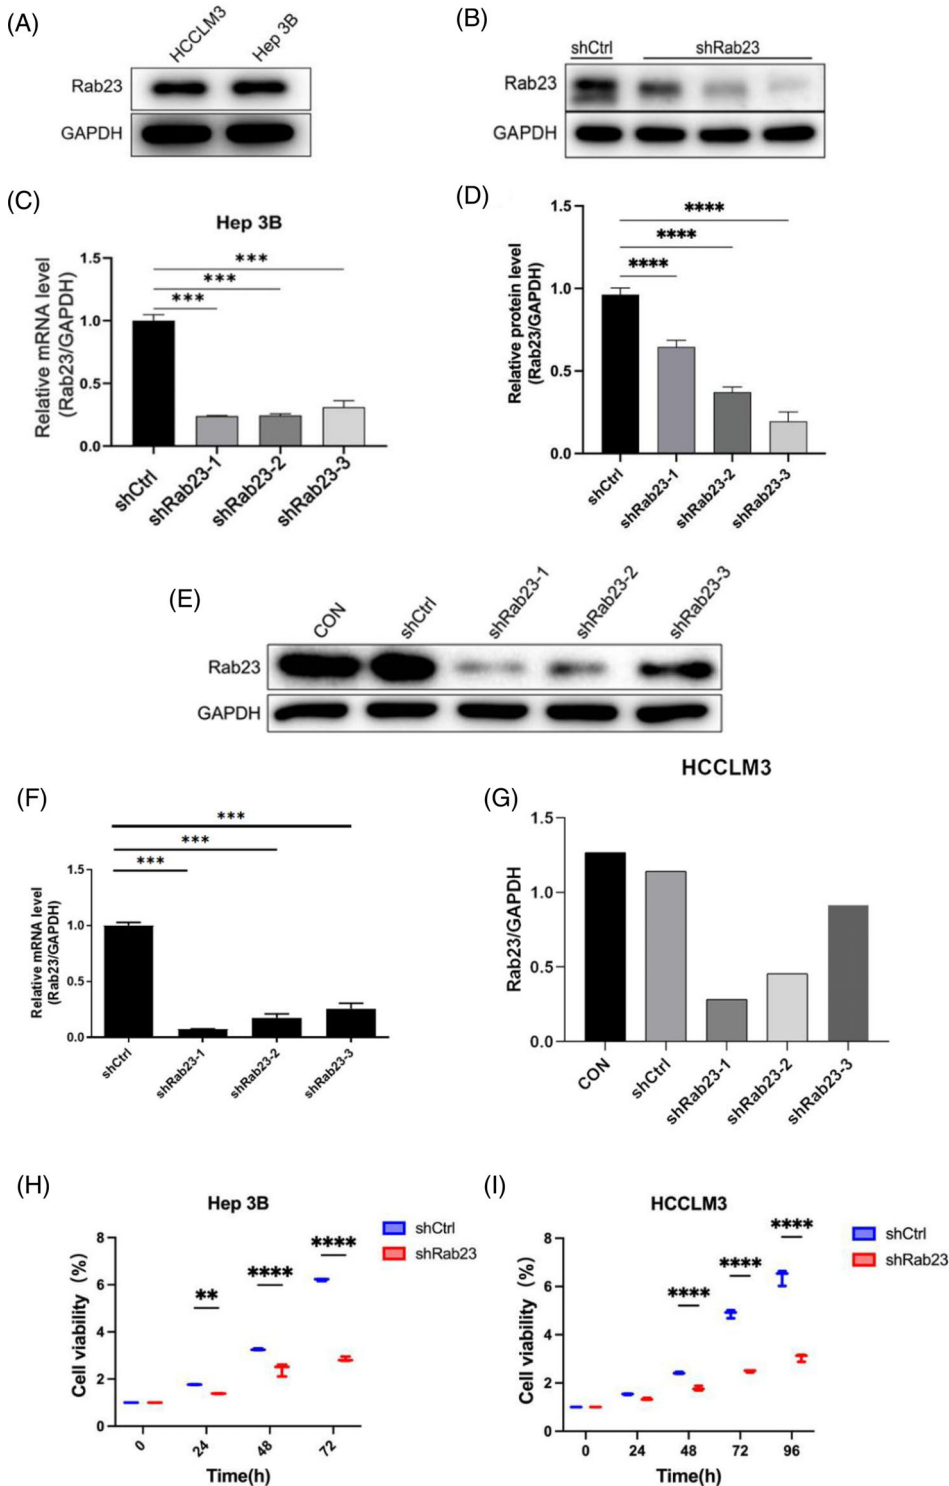 (A)
HCCLM3 Hep 3B
Rab23
GAPDH
(B)
shCtrl shRab23
Rab23
GAPDH
(C)
Hep 3B
Relative mRNA level
(Rab23/GAPDH)
1.5
1.0
0.5
0.0
*** 
***
***
shCtrl shRab23-1 shRab23-2 shRab23-3
(D)
Relative protein level
(Rab23/GAPDH)
1.5
1.0
0.5
0.0
****
****
****
shCtrl shRab23-1 shRab23-2 shRab23-3
(E)
CON shCtrl shRab23-1 shRab23-2 shRab23-3
Rab23
GAPDH
(F)
Relative mRNA level
(Rab23/GAPDH)
1.5
1.0
0.5
0.0
***
***
***
shCtrl shRab23-1 shRab23-2 shRab23-3
HCCLM3
(G)
Rab23/GAPDH
1.5
1.0
0.5
0.0
CON shCtrl shRab23-1 shRab23-2 shRab23-3
(H)
Hep 3B
Cell viability (%)
8
6
4
2
0
** **** ****
0 24 48 72
Time(h)
shCtrl
shRab23
(I)
HCCLM3
Cell viability (%)
8
6
4
2
0
**** **** ****
0 24 48 72 96
Time(h)
shCtrl
shRab23